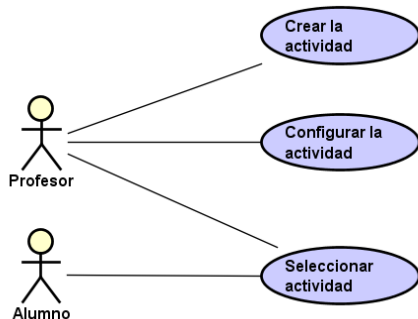 Crear la
actividad
Configurar la
actividad
Profesor
Seleccionar
actividad
Alumno